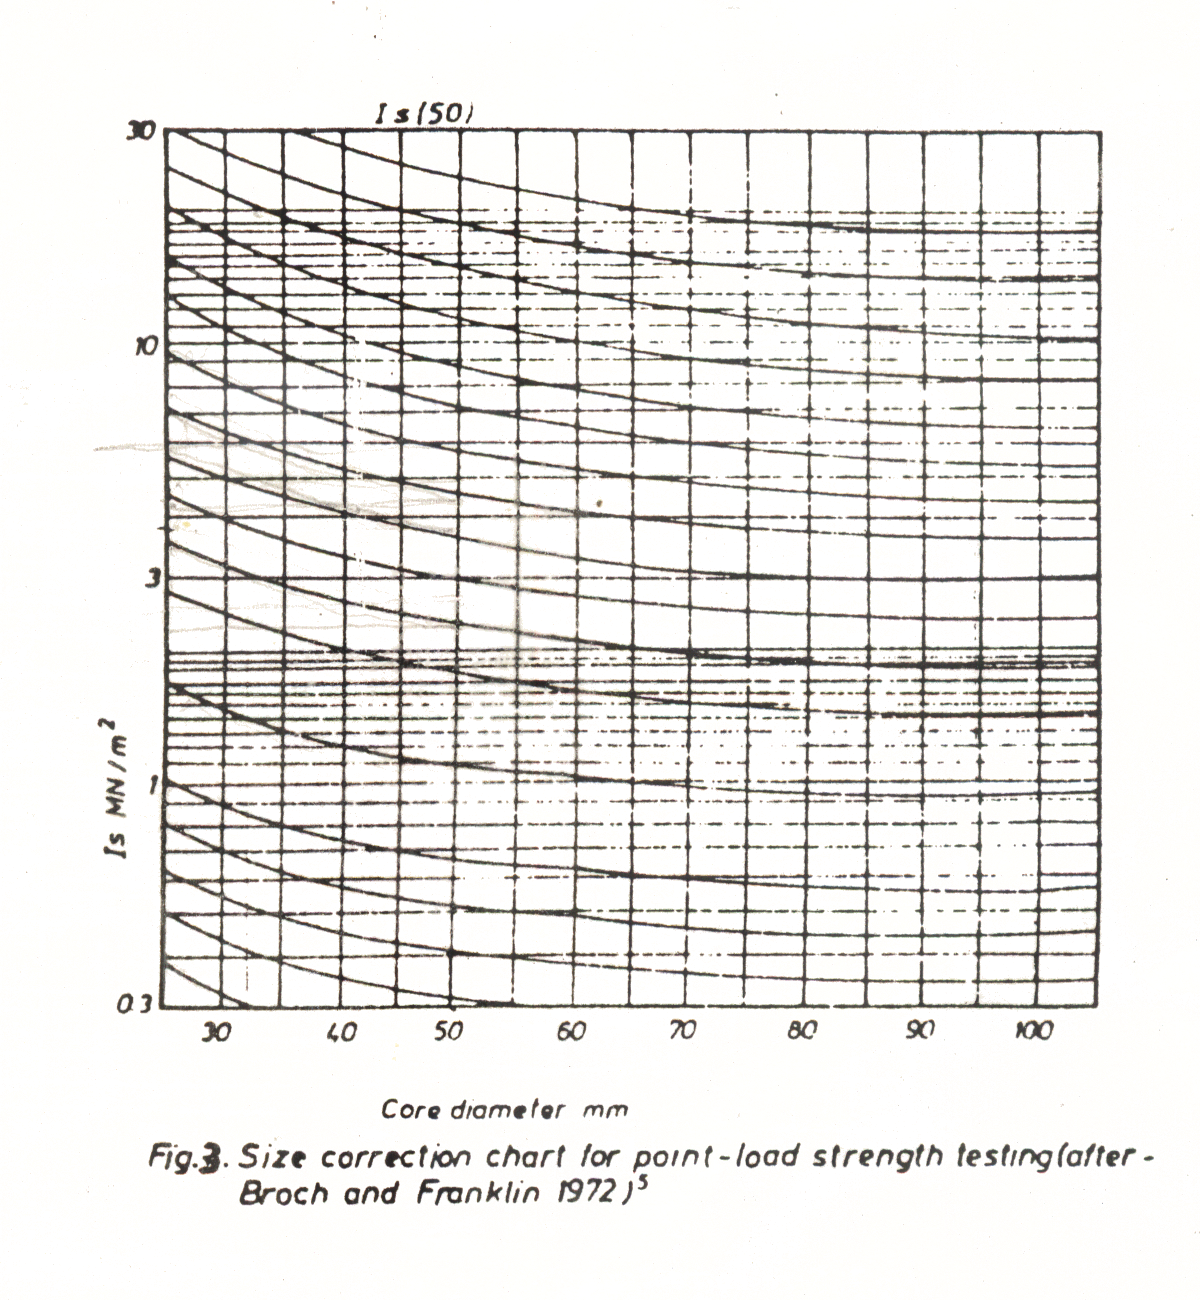 Is(50)
30
10
3
1
0.3
Is MN/m²
30 40 50 60 70 80 90 100
Core diameter mm
Fig.3. Size correction chart for point-load strength testing(after-
Broch and Franklin 1972)⁵